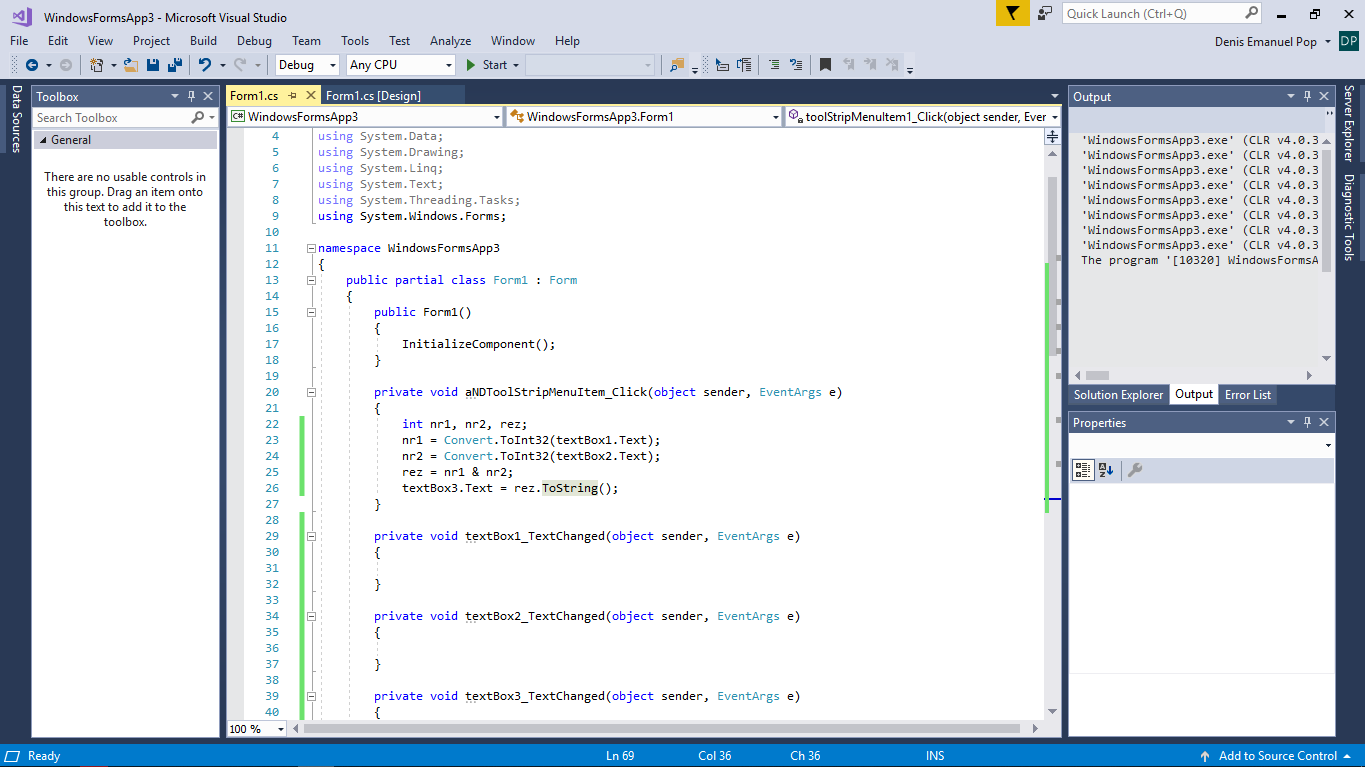 WindowsFormsApp3 - Microsoft Visual Studio
Quick Launch (Ctrl+Q)
File Edit View Project Build Debug Team Tools Test Analyze Window Help
Denis Emanuel Pop DP
Debug Any CPU Start
Data Sources
Toolbox
Search Toolbox
General
There are no usable controls in
this group. Drag an item onto
this text to add it to the
toolbox.
Form1.cs Form1.cs [Design]
C# WindowsFormsApp3 WindowsFormsApp3.Form1 toolStripMenuItem1_Click(object sender, Ever
4 using System.Data;
5 using System.Drawing;
6 using System.Linq;
7 using System.Text;
8 using System.Threading.Tasks;
9 using System.Windows.Forms;
10
11 namespace WindowsFormsApp3
12 {
13 public partial class Form1 : Form
14 {
15 public Form1()
16 {
17 InitializeComponent();
18 }
19
20 private void aNDToolStripMenuItem_Click(object sender, EventArgs e)
21 {
22 int nr1, nr2, rez;
23 nr1 = Convert.ToInt32(textBox1.Text);
24 nr2 = Convert.ToInt32(textBox2.Text);
25 rez = nr1 & nr2;
26 textBox3.Text = rez.ToString();
27 }
28
29 private void textBox1_TextChanged(object sender, EventArgs e)
30 {
31
32 }
33
34 private void textBox2_TextChanged(object sender, EventArgs e)
35 {
36
37 }
38
39 private void textBox3_TextChanged(object sender, EventArgs e)
40 {
100 %
Output
'WindowsFormsApp3.exe' (CLR v4.0.3
'WindowsFormsApp3.exe' (CLR v4.0.3
'WindowsFormsApp3.exe' (CLR v4.0.3
'WindowsFormsApp3.exe' (CLR v4.0.3
'WindowsFormsApp3.exe' (CLR v4.0.3
'WindowsFormsApp3.exe' (CLR v4.0.3
'WindowsFormsApp3.exe' (CLR v4.0.3
'WindowsFormsApp3.exe' (CLR v4.0.3
The program '[10320] WindowsFormsA
Solution Explorer Output Error List
Properties
Server Explorer
Diagnostic Tools
Ready Ln 69 Col 36 Ch 36 INS Add to Source Control